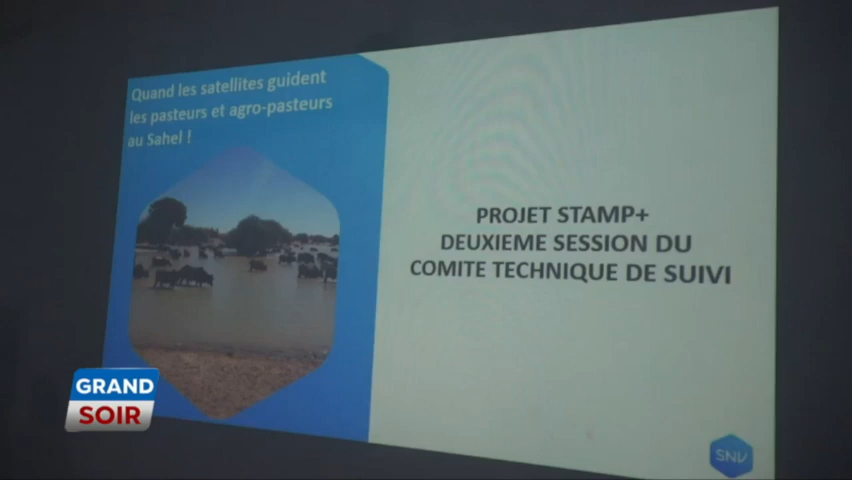 Quand les satellites guident
les pasteurs et agro-pasteurs
au Sahel !
PROJET STAMP+
DEUXIEME SESSION DU
COMITE TECHNIQUE DE SUIVI
GRAND
SOIR
SNV